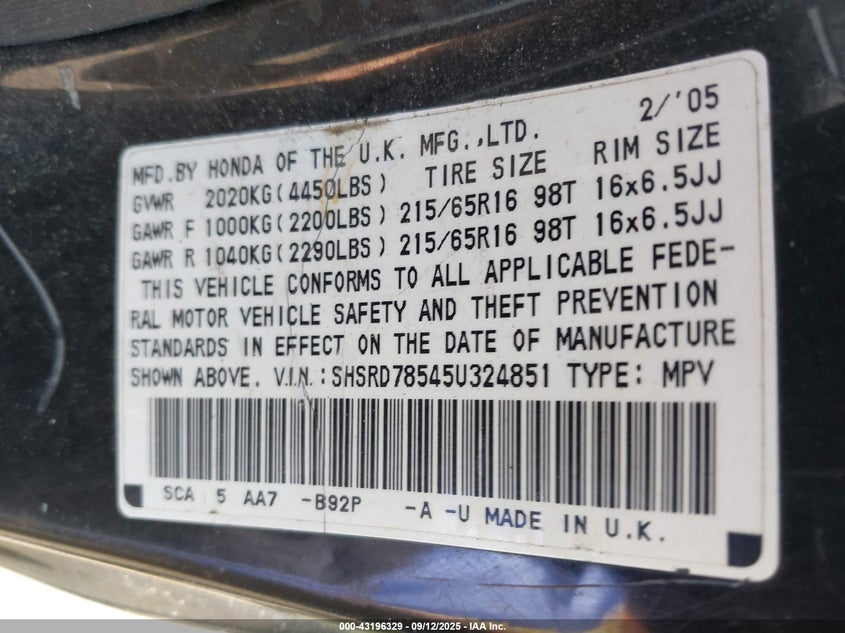 2/'05
MFD.BY HONDA OF THE U.K. MFG.,LTD.
GVWR 2020KG(4450LBS) TIRE SIZE RIM SIZE
GAWR F 1000KG(2200LBS) 215/65R16 98T 16x6.5JJ
GAWR R 1040KG(2290LBS) 215/65R16 98T 16x6.5JJ
THIS VEHICLE CONFORMS TO ALL APPLICABLE FEDE-
RAL MOTOR VEHICLE SAFETY AND THEFT PREVENTION
STANDARDS IN EFFECT ON THE DATE OF MANUFACTURE
SHOWN ABOVE. V.I.N.:SHSRD78545U324851 TYPE: MPV
SCA 5 AA7 -B92P -A -U MADE IN U.K.
000-43196329 - 09/12/2025 - IAA Inc.